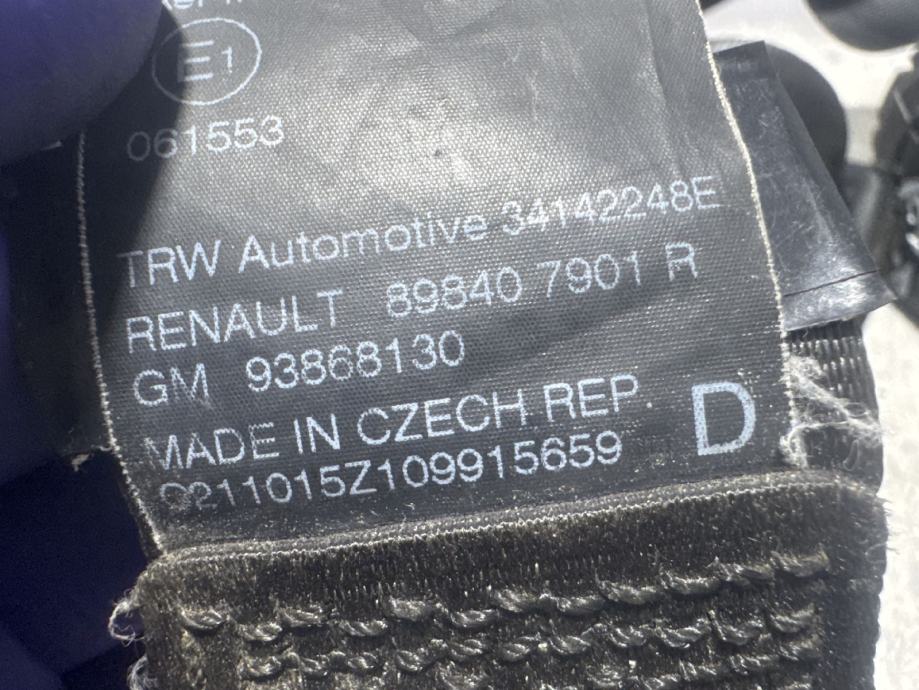 E1
061553
TRW Automotive 34142248E
RENAULT 89840 7901 R
GM 93868130
MADE IN CZECH REP.
D
211015Z109915659